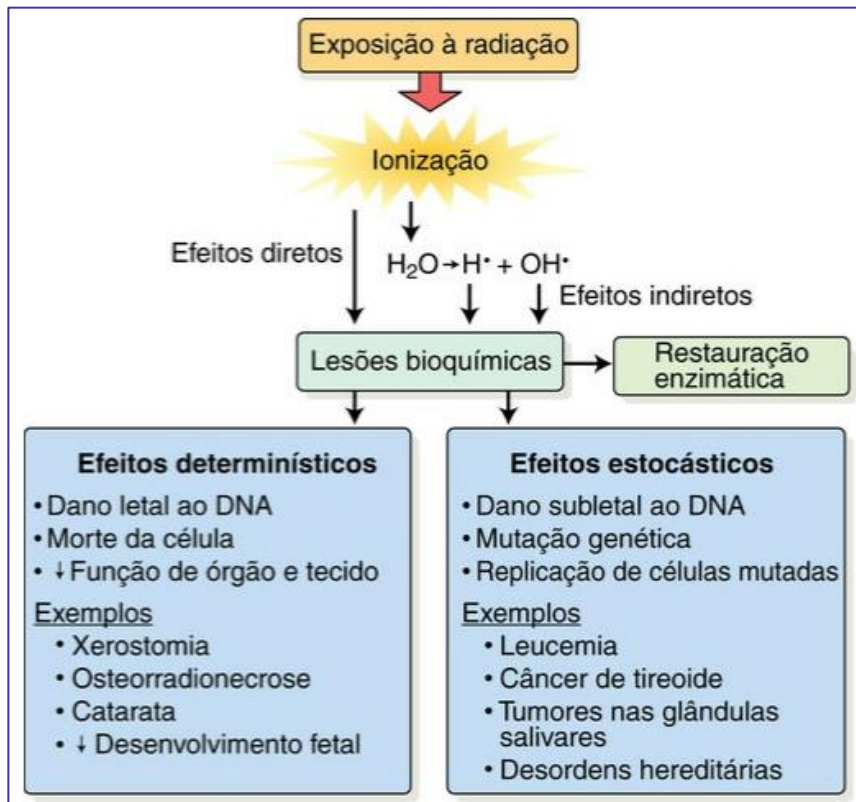 Exposição à radiação
Ionização
Efeitos diretos
H₂O→H• + OH•
Efeitos indiretos
Lesões bioquímicas
Restauração
enzimática
Efeitos determinísticos
• Dano letal ao DNA
• Morte da célula
• ↓ Função de órgão e tecido
Exemplos
• Xerostomia
• Osteorradionecrose
• Catarata
• ↓ Desenvolvimento fetal
Efeitos estocásticos
• Dano subletal ao DNA
• Mutação genética
• Replicação de células mutadas
Exemplos
• Leucemia
• Câncer de tireoide
• Tumores nas glândulas
salivares
• Desordens hereditárias